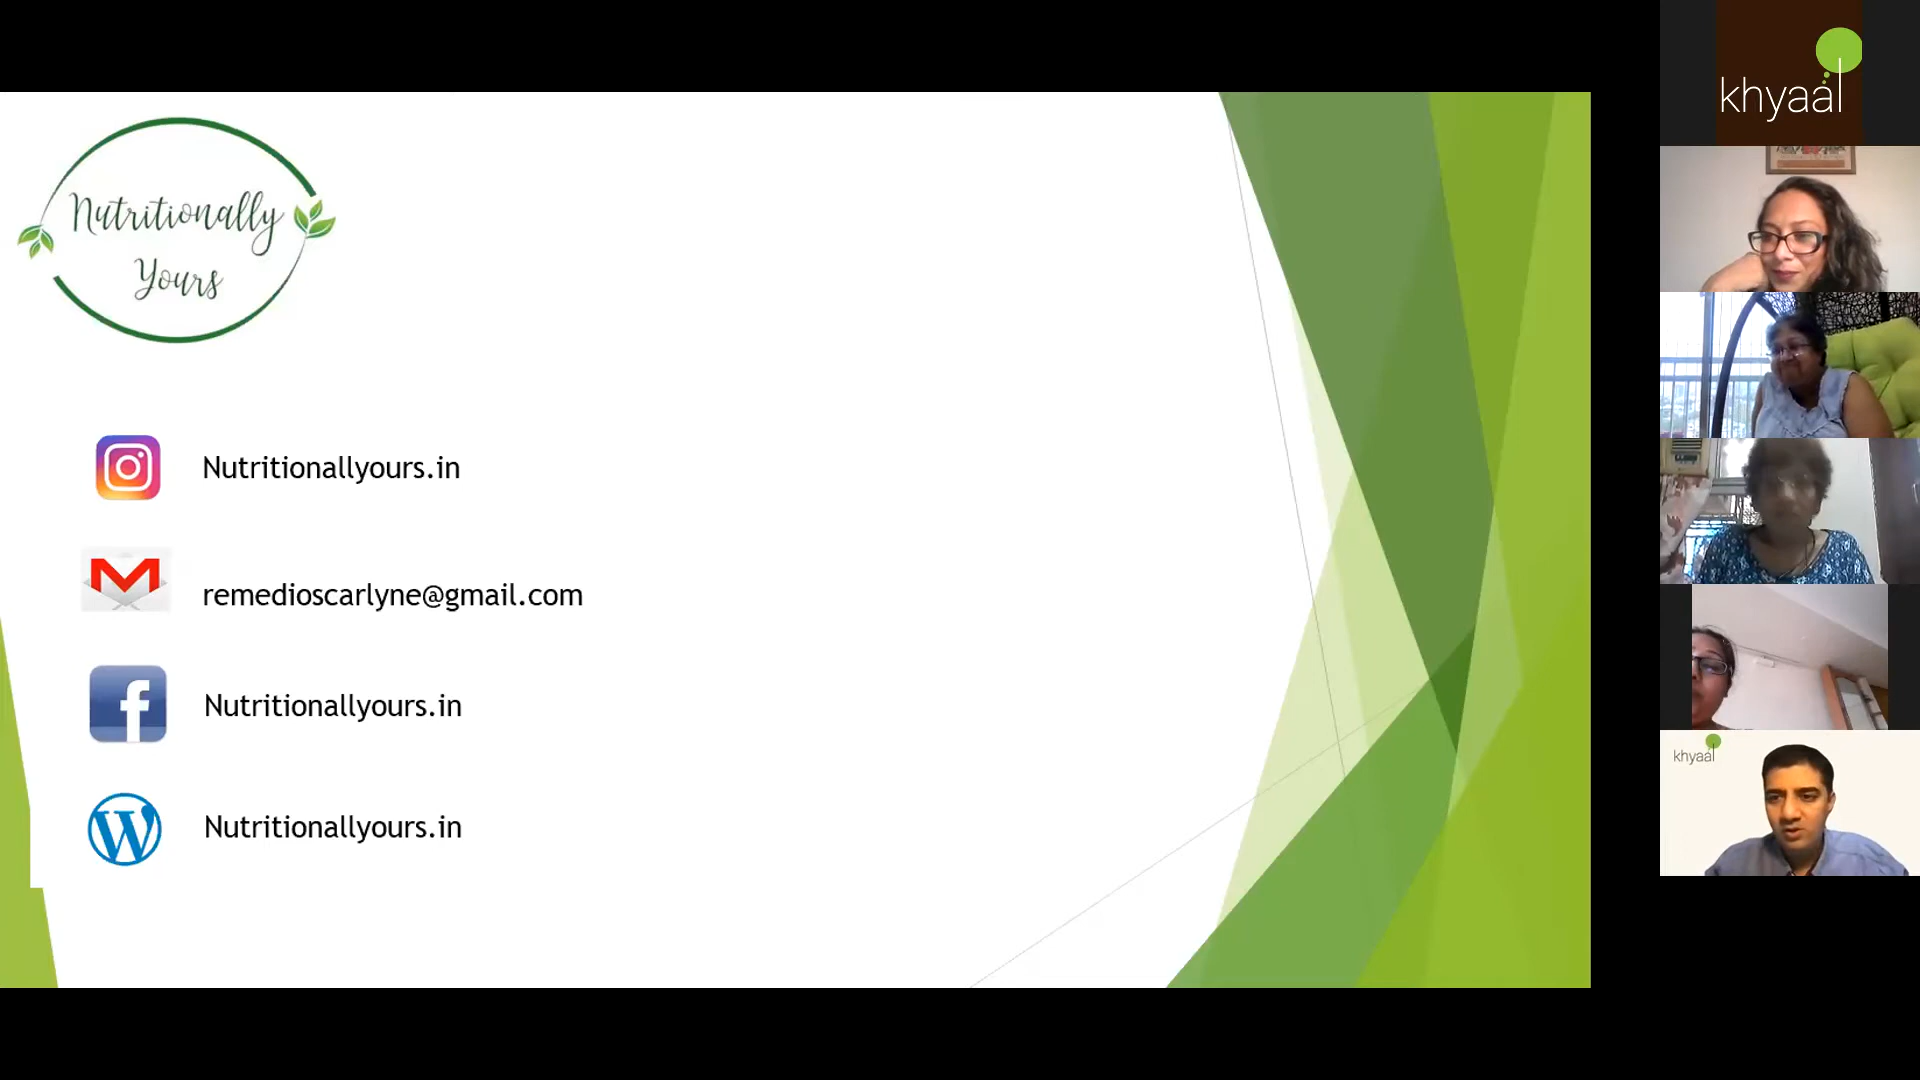 Nutritionally
Yours
Nutritionallyours.in
remedioscarlyne@gmail.com
Nutritionallyours.in
Nutritionallyours.in
khyaal
khyaal